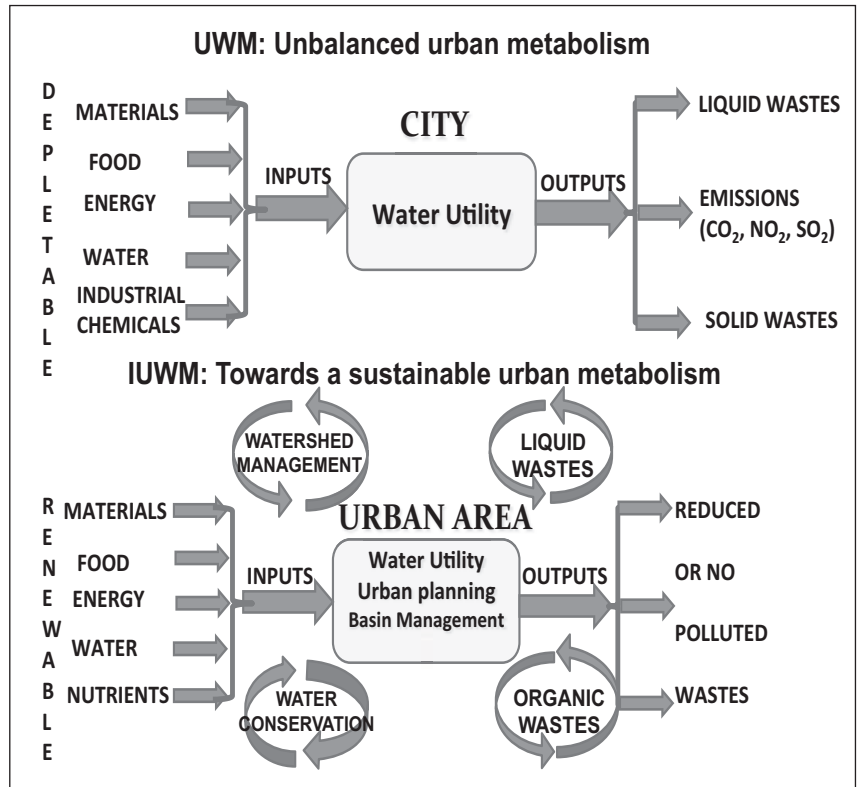 UWM: Unbalanced urban metabolism
DEPLETABLE
MATERIALS
FOOD
ENERGY
WATER
INDUSTRIAL
CHEMICALS
INPUTS
CITY
Water Utility
OUTPUTS
LIQUID WASTES
EMISSIONS
(CO₂, NO₂, SO₂)
SOLID WASTES
IUWM: Towards a sustainable urban metabolism
WATERSHED
MANAGEMENT
LIQUID
WASTES
RENEWABLE
MATERIALS
FOOD
ENERGY
WATER
NUTRIENTS
INPUTS
URBAN AREA
Water Utility
Urban planning
Basin Management
OUTPUTS
REDUCED
OR NO
POLLUTED
WASTES
WATER
CONSERVATION
ORGANIC
WASTES